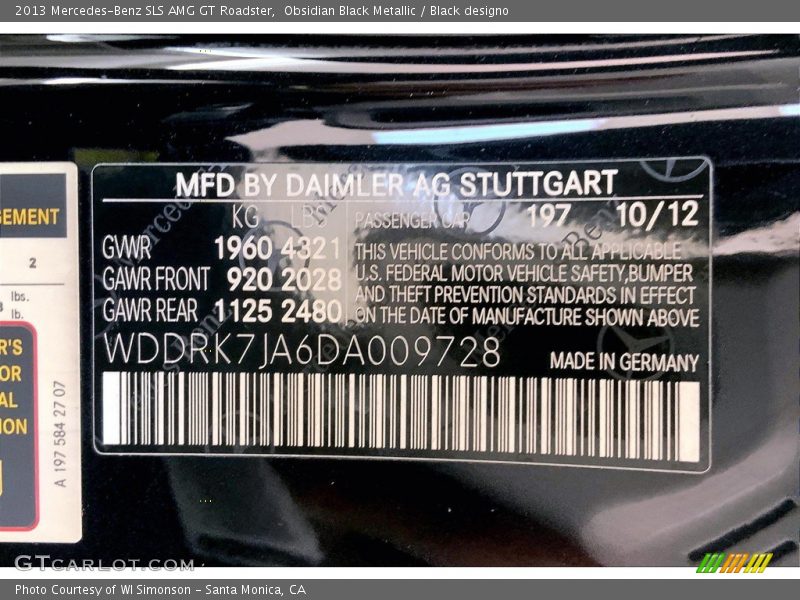 2013 Mercedes-Benz SLS AMG GT Roadster,  Obsidian Black Metallic / Black designo
GEMENT
2
lbs.
lb.
R'S
OR
AL
ION
A 197 584 27 07
MFD BY DAIMLER AG STUTTGART
KG LBS PASSENGER CAR 197 10/12
GVWR 1960 4321 THIS VEHICLE CONFORMS TO ALL APPLICABLE
GAWR FRONT 920 2028 U.S. FEDERAL MOTOR VEHICLE SAFETY,BUMPER
GAWR REAR 1125 2480 AND THEFT PREVENTION STANDARDS IN EFFECT
ON THE DATE OF MANUFACTURE SHOWN ABOVE
WDDRK7JA6DA009728 MADE IN GERMANY
GTCARLOT.COM
Photo Courtesy of WI Simonson – Santa Monica, CA